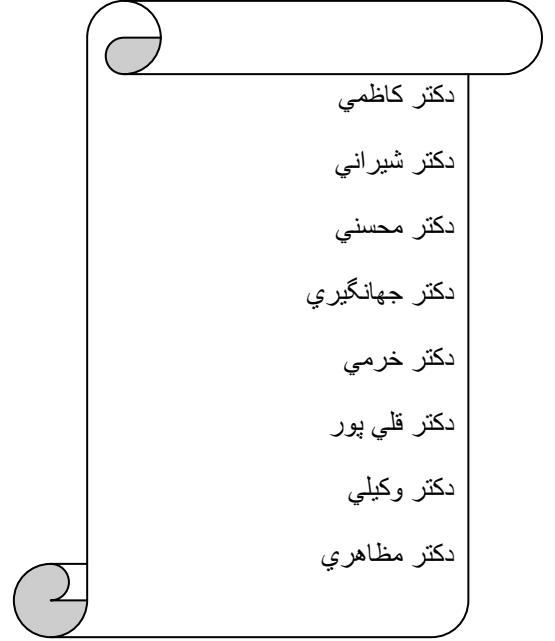 دكتر كاظمي
دكتر شيراني
دكتر محسني
دكتر جهانگيري
دكتر خرمي
دكتر قلي پور
دكتر وكيلي
دكتر مظاهري